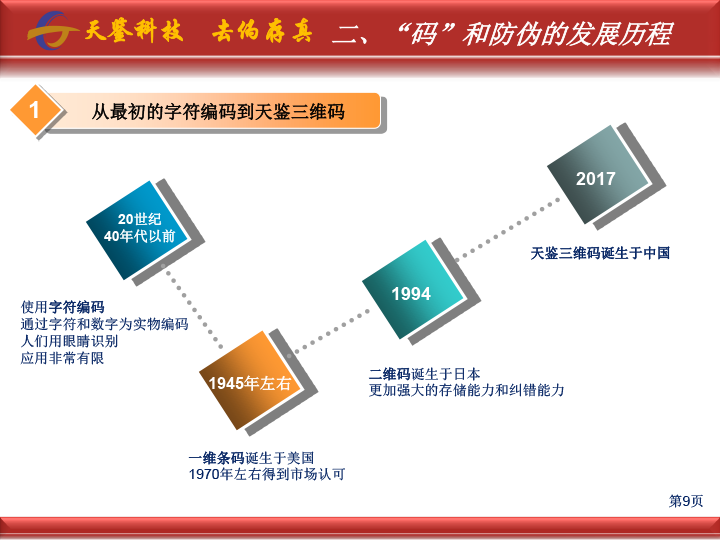 天鉴科技 去伪存真 二、“码”和防伪的发展历程
1 从最初的字符编码到天鉴三维码
2017
天鉴三维码诞生于中国
20世纪
40年代以前
使用字符编码
通过字符和数字为实物编码
人们用眼睛识别
应用非常有限
1994
二维码诞生于日本
更加强大的存储能力和纠错能力
1945年左右
一维条码诞生于美国
1970年左右得到市场认可
第9页